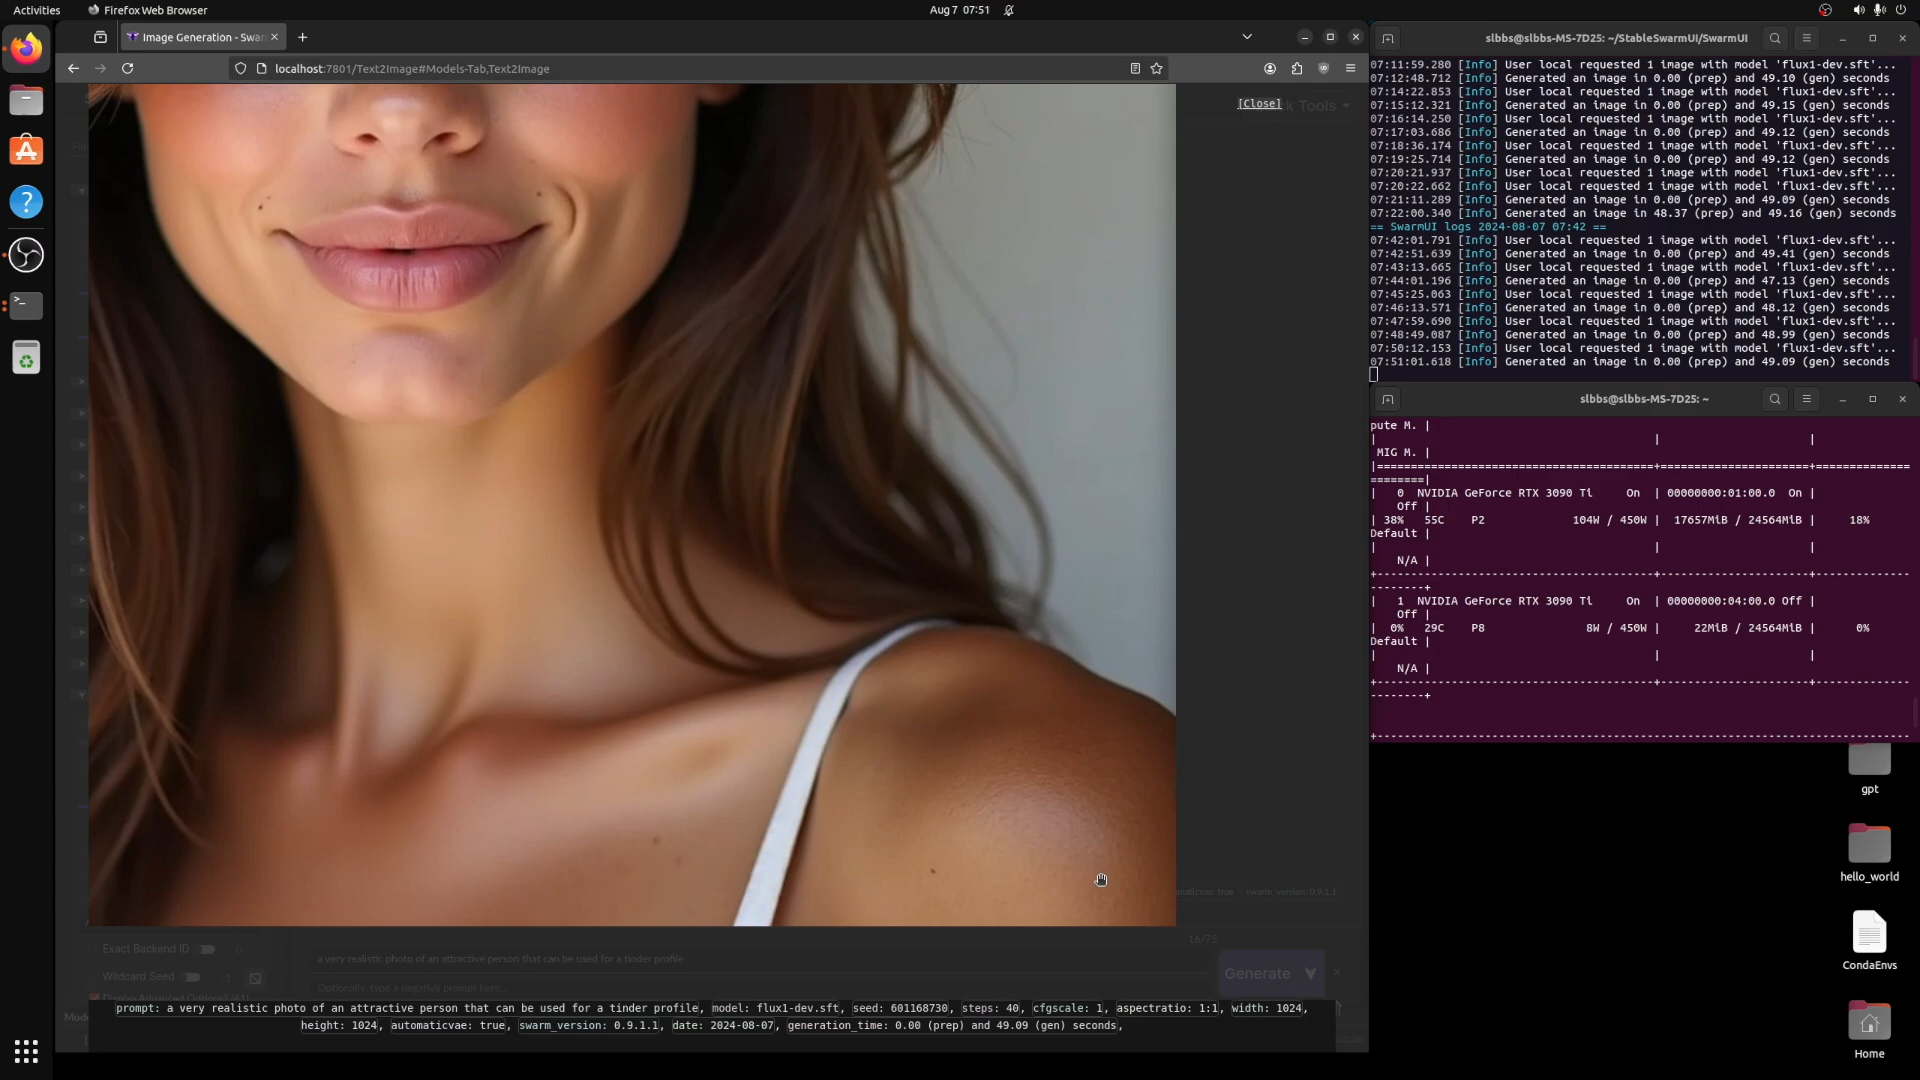 Activities
Firefox Web Browser
Aug 7 07:51
Image Generation - Swar
localhost:7801/Text2Image#Models-Tab,Text2Image
[Close]
k Tools
Exact Backend ID
Wildcard Seed
-1
16/75
a very realistic photo of an attractive person that can be used for a tinder profile
Optionally, type a negative prompt here...
Generate
swarm_version: 0.9.1.1
prompt: a very realistic photo of an attractive person that can be used for a tinder profile, model: flux1-dev.sft, seed: 601168730, steps: 40, cfgscale: 1, aspectratio: 1:1, width: 1024,
height: 1024, automaticvae: true, swarm_version: 0.9.1.1, date: 2024-08-07, generation_time: 0.00 (prep) and 49.09 (gen) seconds,
slbbs@slbbs-MS-7D25: ~/StableSwarmUI/SwarmUI
07:11:59.280 [Info] User local requested 1 image with model 'flux1-dev.sft'...
07:12:48.712 [Info] Generated an image in 0.00 (prep) and 49.10 (gen) seconds
07:14:22.853 [Info] User local requested 1 image with model 'flux1-dev.sft'...
07:15:12.321 [Info] Generated an image in 0.00 (prep) and 49.15 (gen) seconds
07:16:14.250 [Info] User local requested 1 image with model 'flux1-dev.sft'...
07:17:03.686 [Info] Generated an image in 0.00 (prep) and 49.12 (gen) seconds
07:18:36.174 [Info] User local requested 1 image with model 'flux1-dev.sft'...
07:19:25.714 [Info] Generated an image in 0.00 (prep) and 49.12 (gen) seconds
07:20:21.937 [Info] User local requested 1 image with model 'flux1-dev.sft'...
07:20:22.662 [Info] User local requested 1 image with model 'flux1-dev.sft'...
07:21:11.289 [Info] Generated an image in 0.00 (prep) and 49.09 (gen) seconds
07:22:00.340 [Info] Generated an image in 48.37 (prep) and 49.16 (gen) seconds
== SwarmUI logs 2024-08-07 07:42 ==
07:42:01.791 [Info] User local requested 1 image with model 'flux1-dev.sft'...
07:42:51.639 [Info] Generated an image in 0.00 (prep) and 49.41 (gen) seconds
07:43:13.665 [Info] User local requested 1 image with model 'flux1-dev.sft'...
07:44:01.196 [Info] Generated an image in 0.00 (prep) and 47.13 (gen) seconds
07:45:25.063 [Info] User local requested 1 image with model 'flux1-dev.sft'...
07:46:13.571 [Info] Generated an image in 0.00 (prep) and 48.12 (gen) seconds
07:47:59.690 [Info] User local requested 1 image with model 'flux1-dev.sft'...
07:48:49.087 [Info] Generated an image in 0.00 (prep) and 48.99 (gen) seconds
07:50:12.153 [Info] User local requested 1 image with model 'flux1-dev.sft'...
07:51:01.618 [Info] Generated an image in 0.00 (prep) and 49.09 (gen) seconds
slbbs@slbbs-MS-7D25: ~
pute M. |
| | |
MIG M. |
|=========================================+======================+==============
========|
| 0 NVIDIA GeForce RTX 3090 Ti On | 00000000:01:00.0 On |
Off |
| 38% 55C P2 104W / 450W | 17657MiB / 24564MiB | 18%
Default |
| | |
N/A |
+-----------------------------------------+----------------------+--------------
--------+
| 1 NVIDIA GeForce RTX 3090 Ti On | 00000000:04:00.0 Off |
Off |
| 0% 29C P8 8W / 450W | 22MiB / 24564MiB | 0%
Default |
| | |
N/A |
+-----------------------------------------+----------------------+--------------
--------+
+-------------------------------------------------------------------------------
gpt
hello_world
CondaEnvs
Home